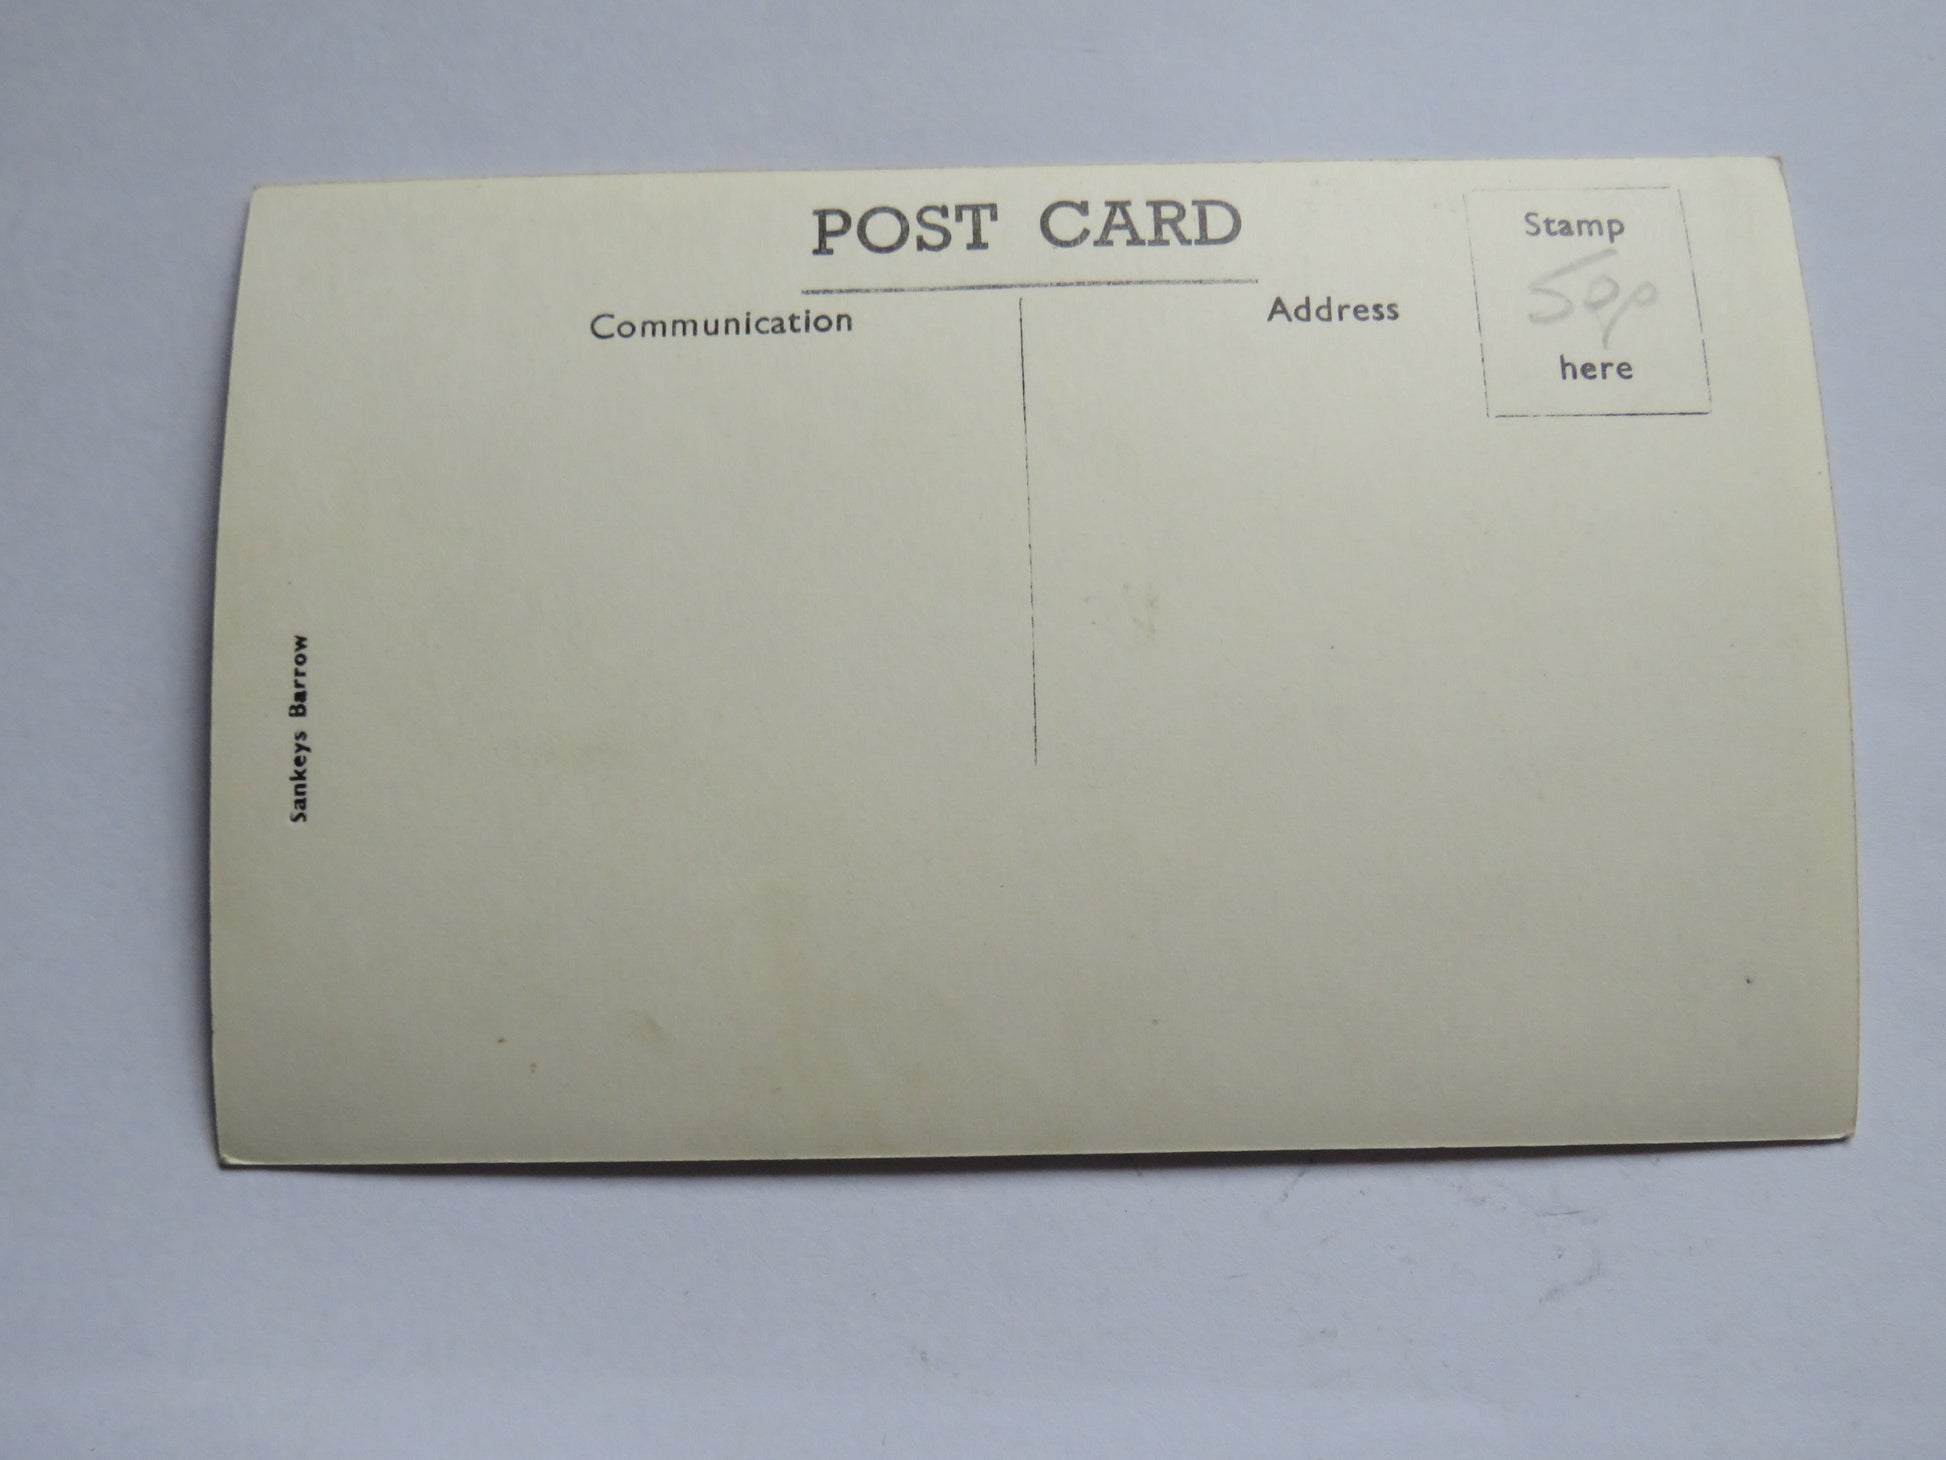 POST CARD
Communication
Address
Stamp
50p
here
Sankeys Barrow